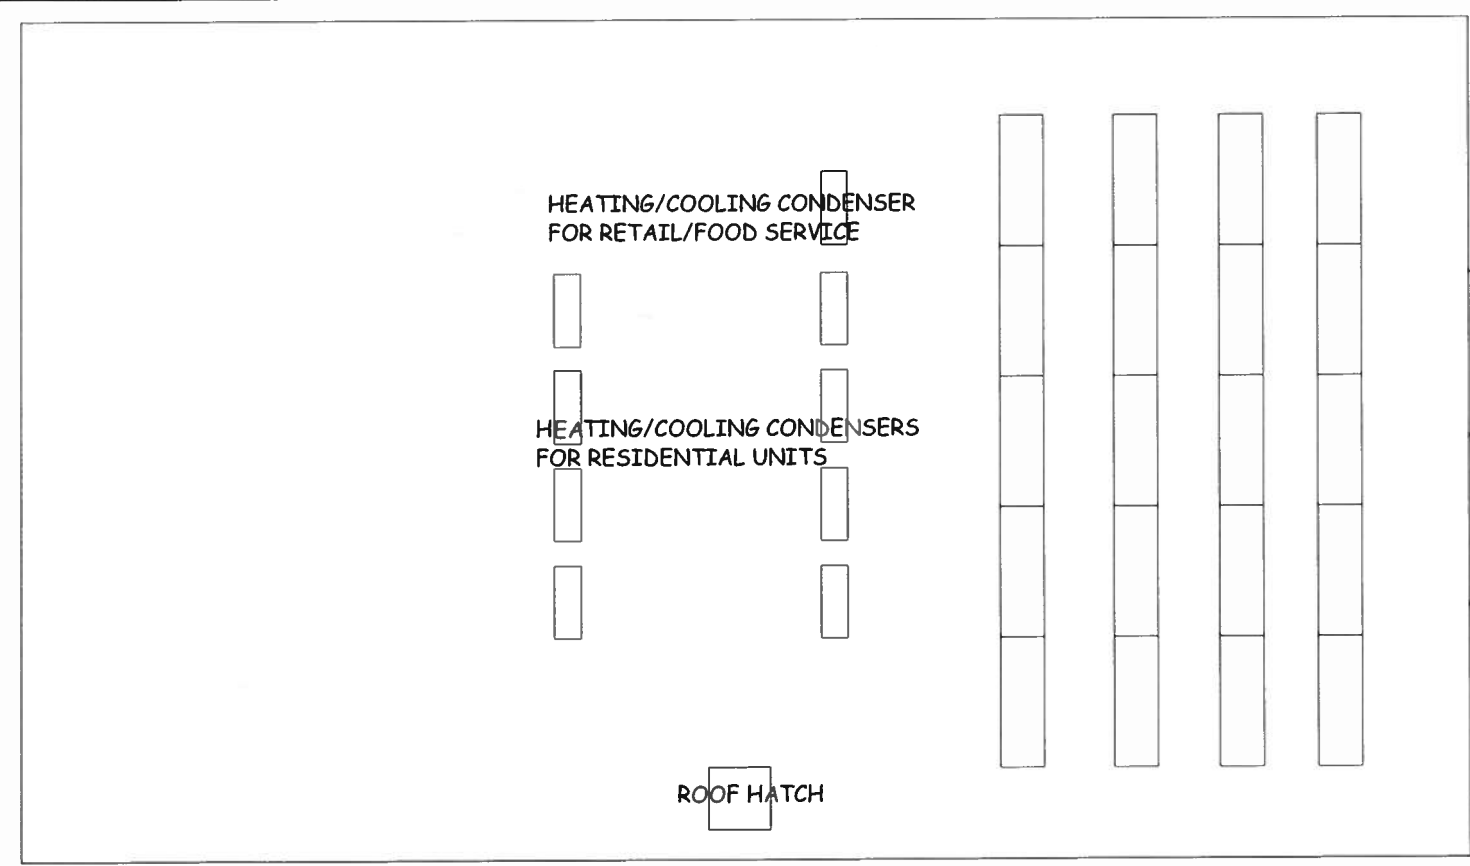 HEATING/COOLING CONDENSER
FOR RETAIL/FOOD SERVICE
HEATING/COOLING CONDENSERS
FOR RESIDENTIAL UNITS
ROOF HATCH